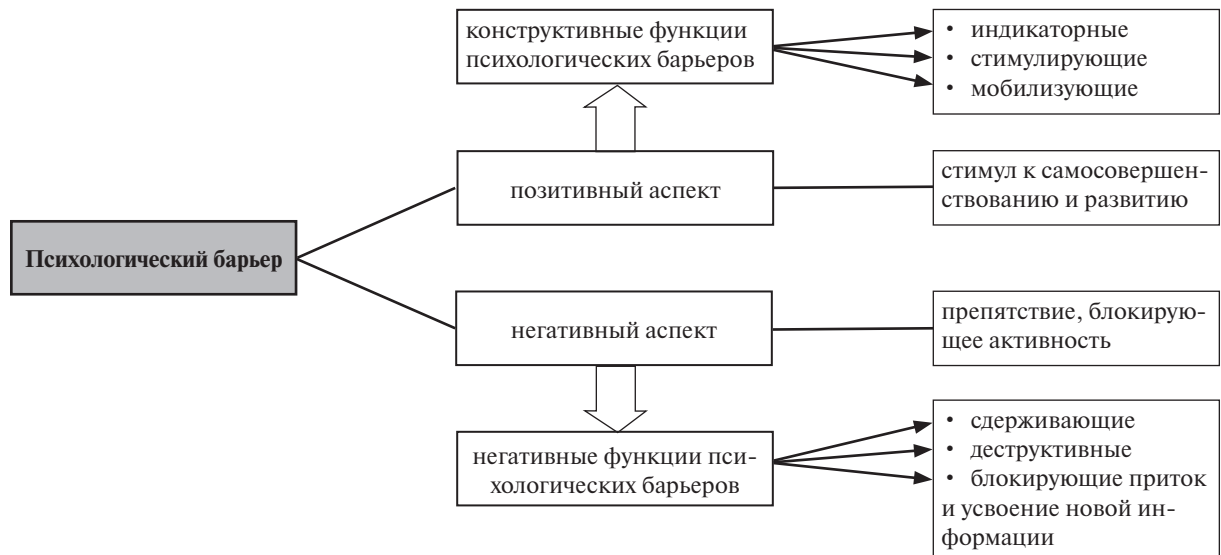 конструктивные функции
психологических барьеров
• индикаторные
• стимулирующие
• мобилизующие
позитивный аспект
стимул к самосовершен-
ствованию и развитию
Психологический барьер
негативный аспект
препятствие, блокирую-
щее активность
негативные функции пси-
хологических барьеров
• сдерживающие
• деструктивные
• блокирующие приток
и усвоение новой ин-
формации